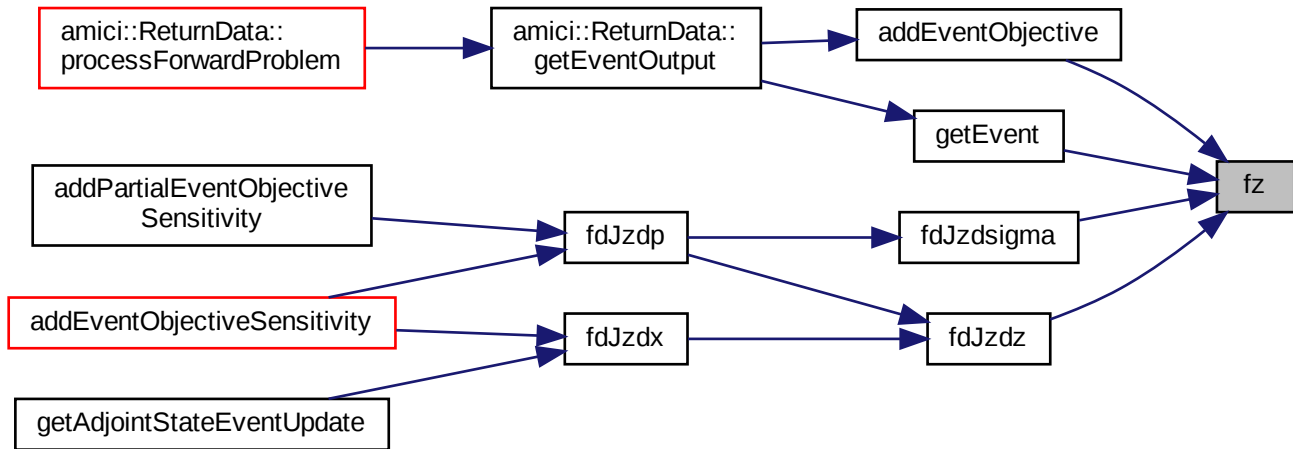 amici::ReturnData::
processForwardProblem
amici::ReturnData::
getEventOutput
addEventObjective
getEvent
fz
addPartialEventObjective
Sensitivity
fdJzdp
fdJzdsigma
addEventObjectiveSensitivity
fdJzdx
fdJzdz
getAdjointStateEventUpdate